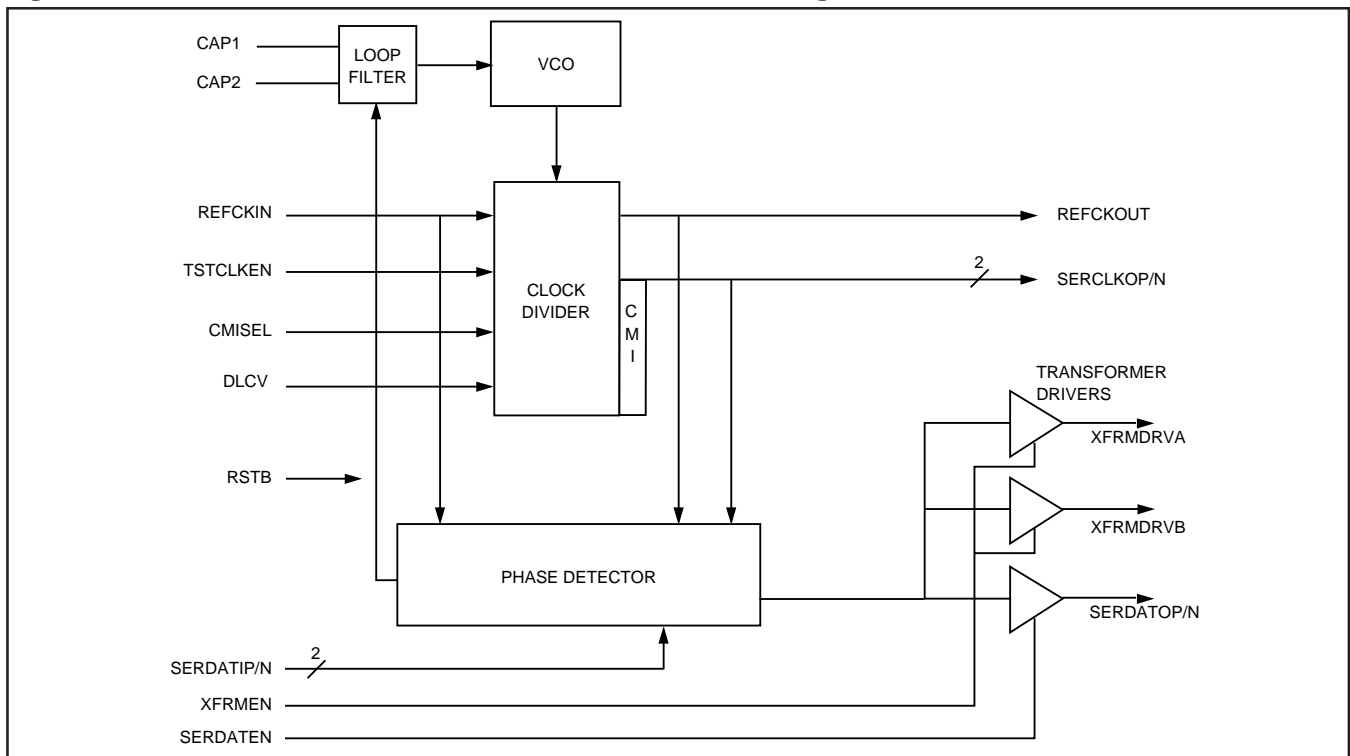 CAP1
CAP2
LOOP
FILTER
VCO
REFCKIN
TSTCLKEN
CMISEL
DLCV
CLOCK
DIVIDER
C
M
I
REFCKOUT
2
SERCLKOP/N
TRANSFORMER
DRIVERS
XFRMDRVA
RSTB
XFRMDRVB
PHASE DETECTOR
SERDATOP/N
SERDATIP/N
2
XFRMEN
SERDATEN